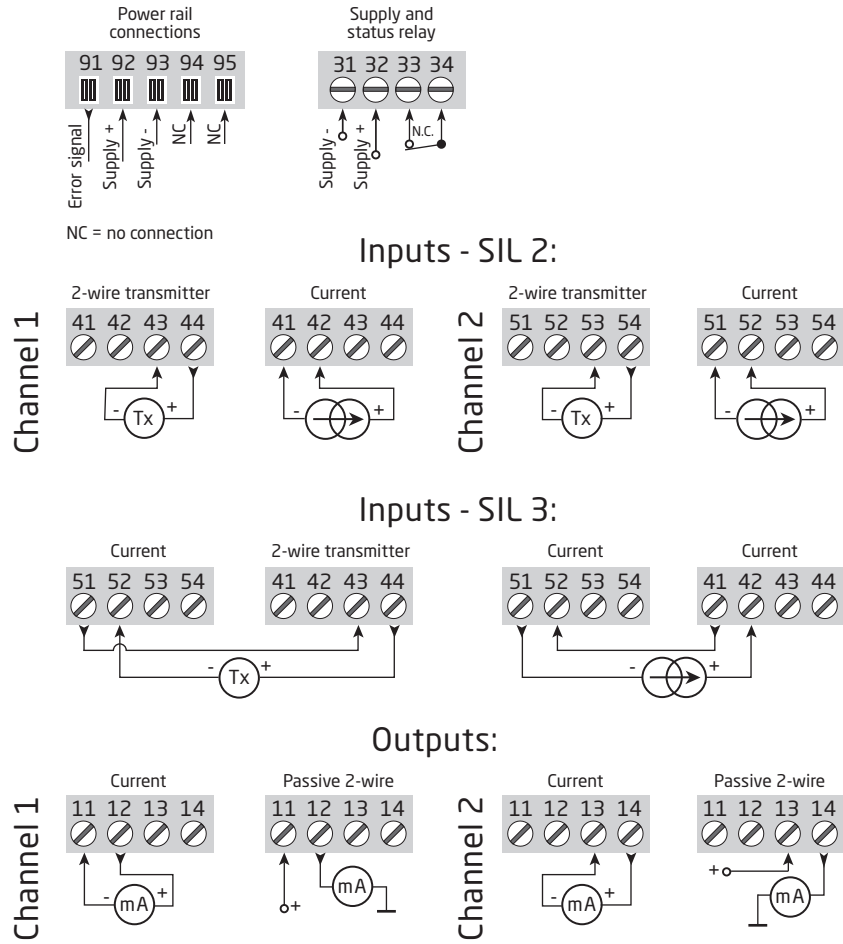 Power rail
connections
Supply and
status relay
91 92 93 94 95
31 32 33 34
Error signal
Supply +
Supply -
NC
NC
Supply -
Supply +
N.C.
NC = no connection
Inputs - SIL 2:
Channel 1
2-wire transmitter
41 42 43 44
- Tx +
Current
41 42 43 44
- +
Channel 2
2-wire transmitter
51 52 53 54
- Tx +
Current
51 52 53 54
- +
Inputs - SIL 3:
Current
51 52 53 54
2-wire transmitter
41 42 43 44
- Tx +
Current
51 52 53 54
Current
41 42 43 44
- +
Outputs:
Channel 1
Current
11 12 13 14
- mA +
Passive 2-wire
11 12 13 14
+
mA
Channel 2
Current
11 12 13 14
- mA +
Passive 2-wire
11 12 13 14
+
mA